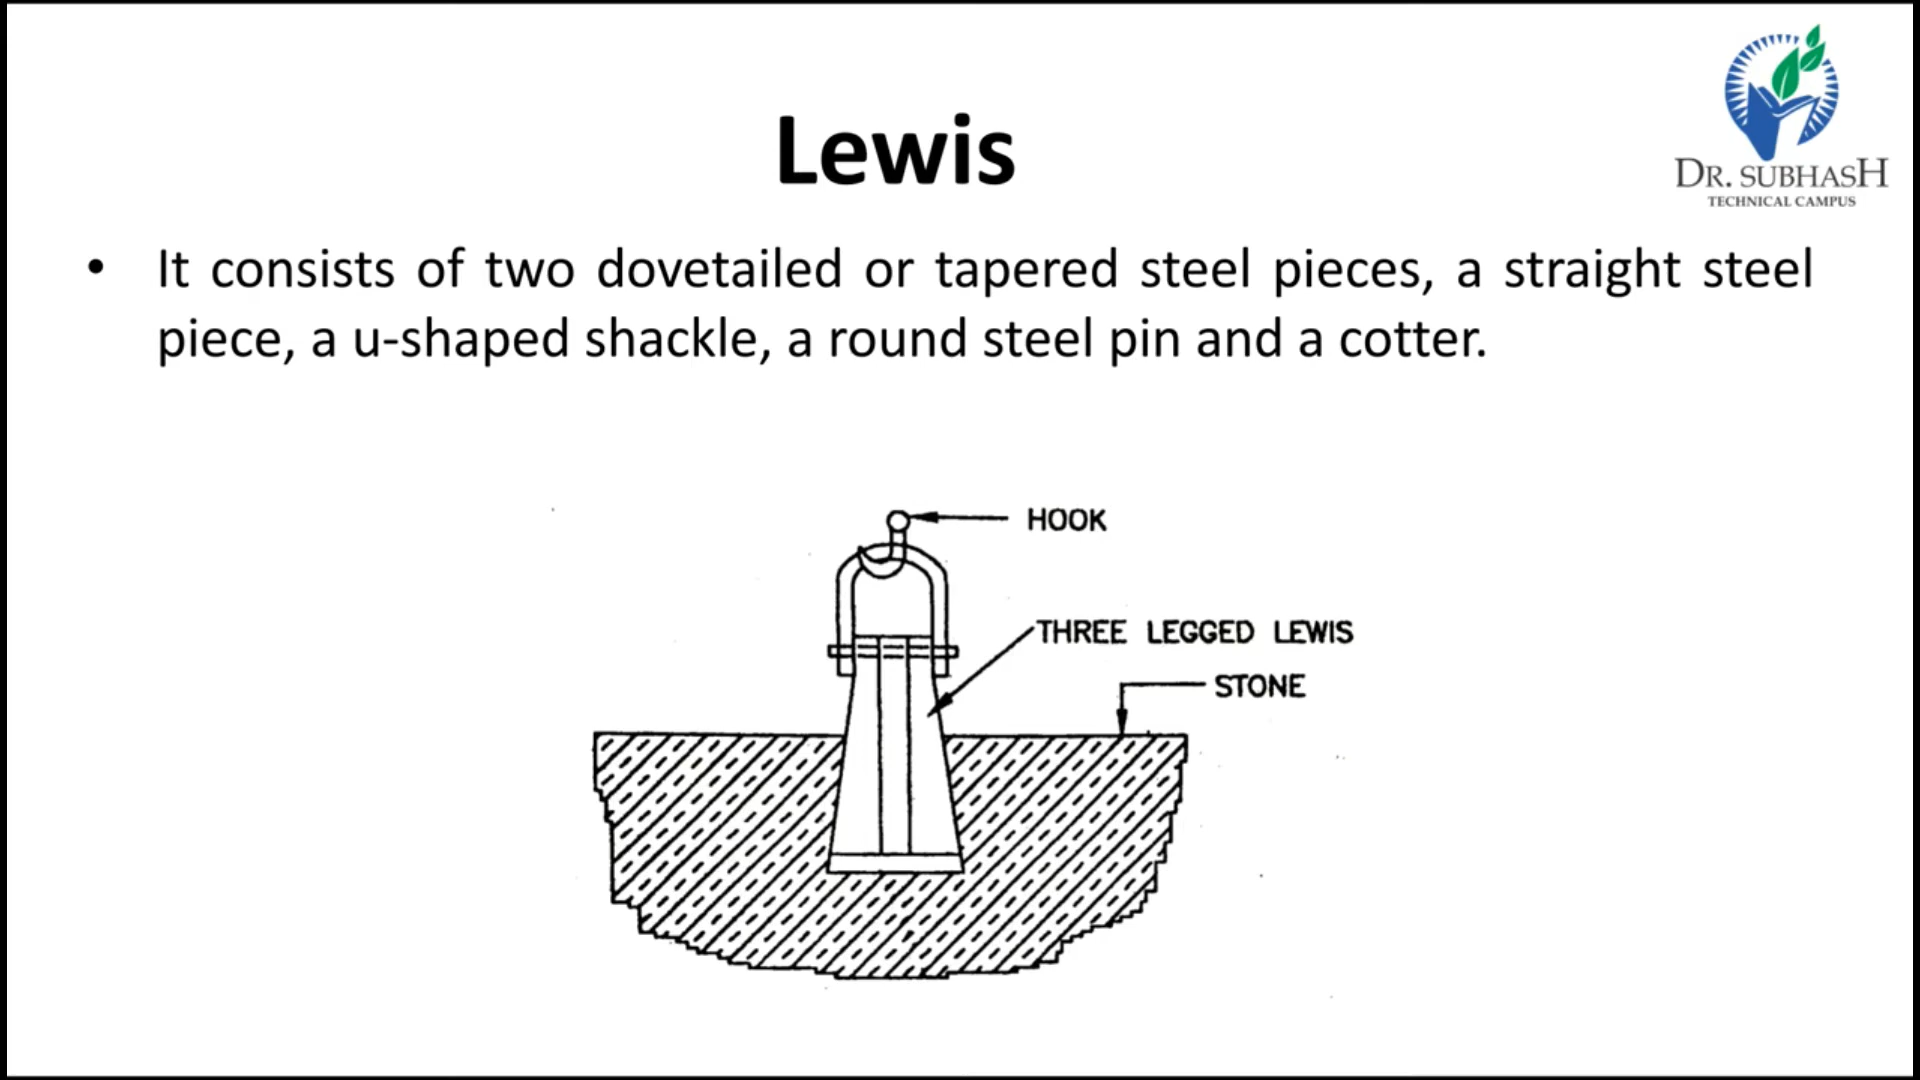 Lewis
DR. SUBHASH
TECHNICAL CAMPUS
• It consists of two dovetailed or tapered steel pieces, a straight steel
piece, a u-shaped shackle, a round steel pin and a cotter.
HOOK
THREE LEGGED LEWIS
STONE